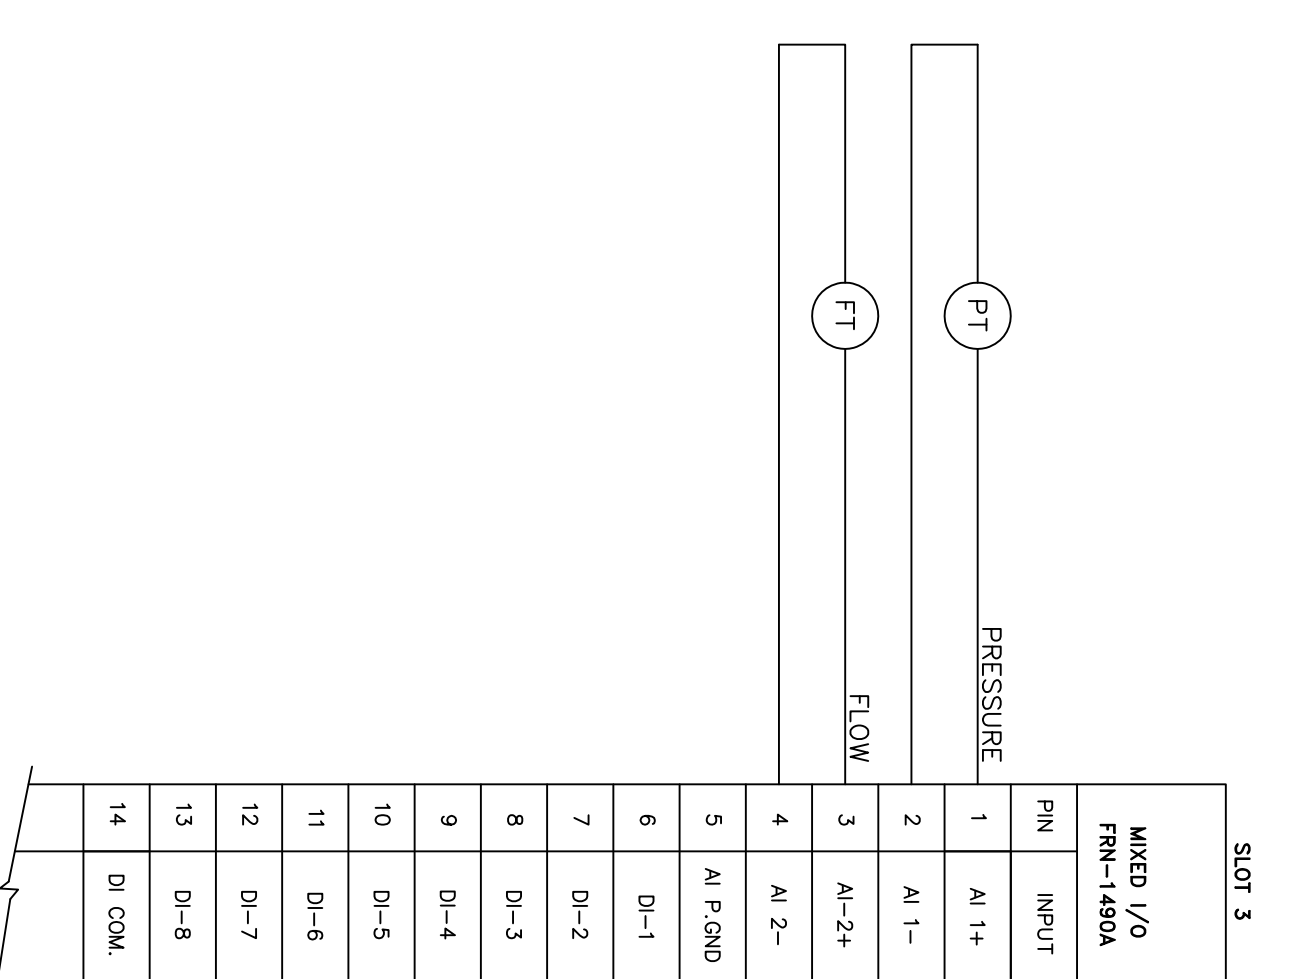 SLOT 3
MIXED I/O
FRN-1490A
PIN INPUT
PRESSURE
PT
1 AI 1+
2 AI 1-
FLOW
FT
3 AI-2+
4 AI 2-
5 AI P.GND
6 DI-1
7 DI-2
8 DI-3
9 DI-4
10 DI-5
11 DI-6
12 DI-7
13 DI-8
14 DI COM.